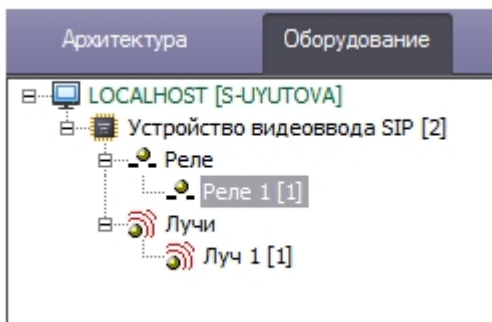 Архитектура Оборудование
LOCALHOST [S-UYUTOVA]
Устройство видеоввода SIP [2]
Реле
Реле 1 [1]
Лучи
Луч 1 [1]